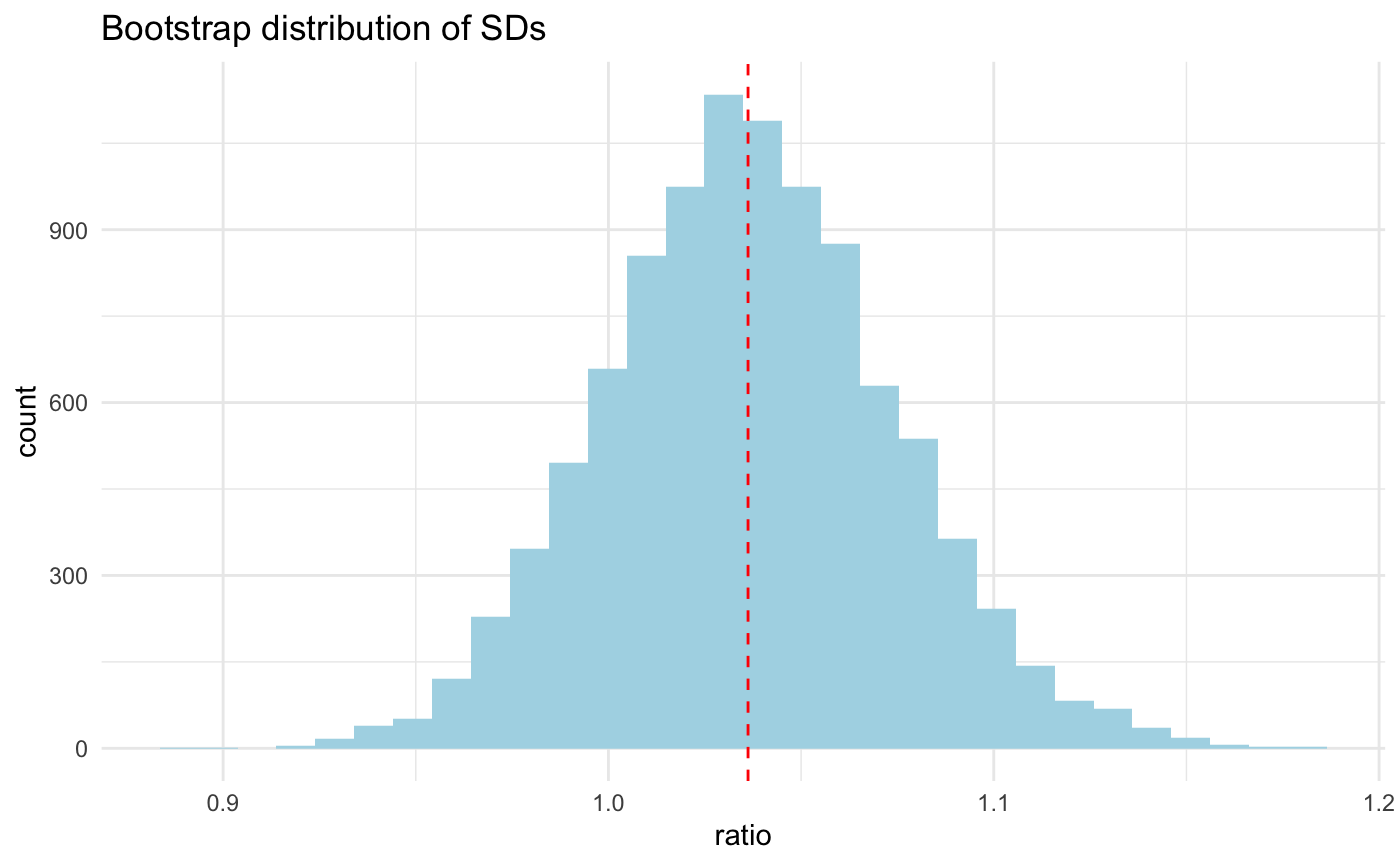 Bootstrap distribution of SDs
count
900
600
300
0
0.9 1.0 1.1 1.2
ratio